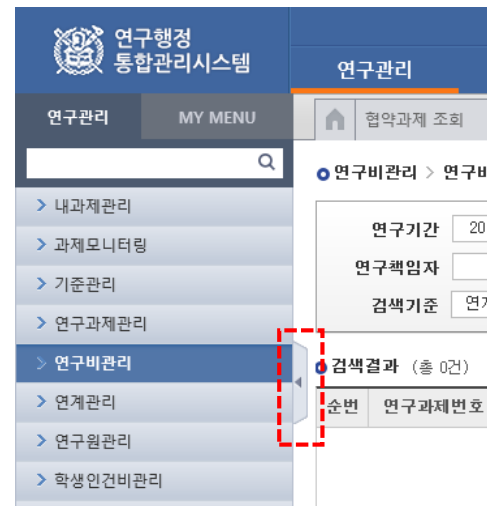 연구행정
통합관리시스템
연구관리
연구관리
MY MENU
협약과제 조회
연구비관리 > 연구비
내과제관리
과제모니터링
기준관리
연구과제관리
연구비관리
연계관리
연구원관리
학생인건비관리
연구기간 20
연구책임자
검색기준
검색결과 (총 0건)
순번 연구과제번호